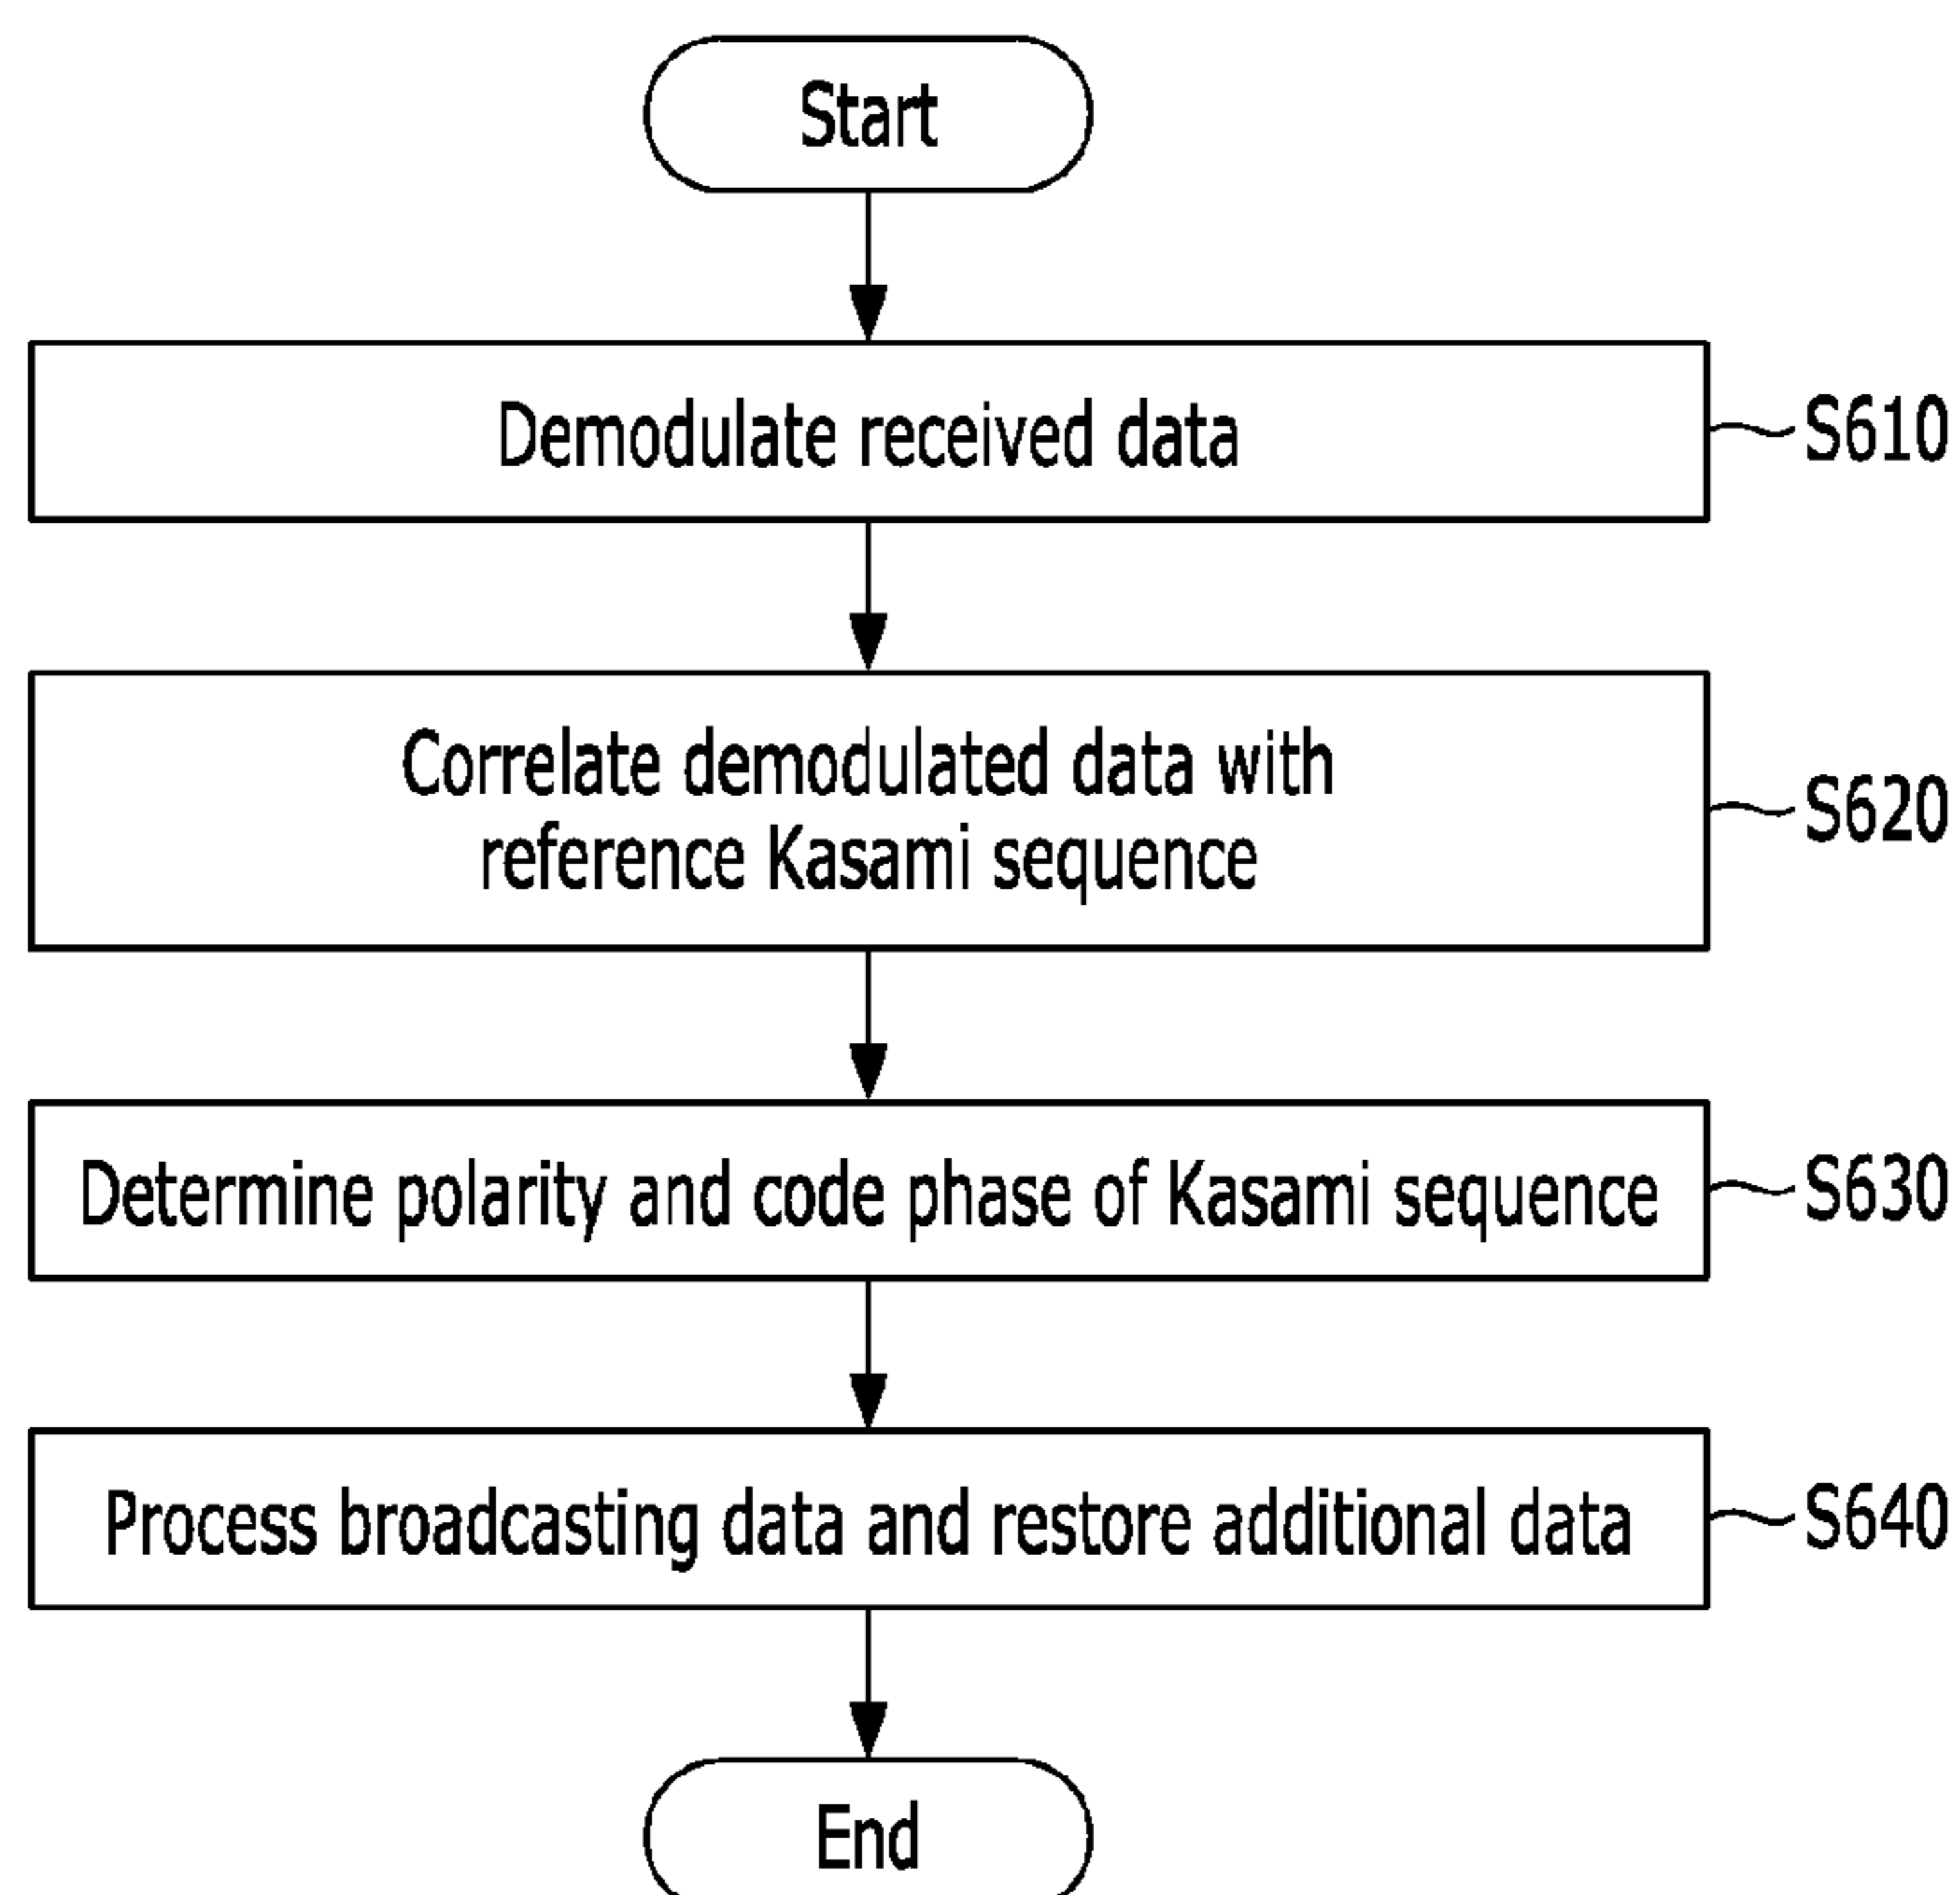 Start
Demodulate received data
S610
Correlate demodulated data with
reference Kasami sequence
S620
Determine polarity and code phase of Kasami sequence
S630
Process broadcasting data and restore additional data
S640
End